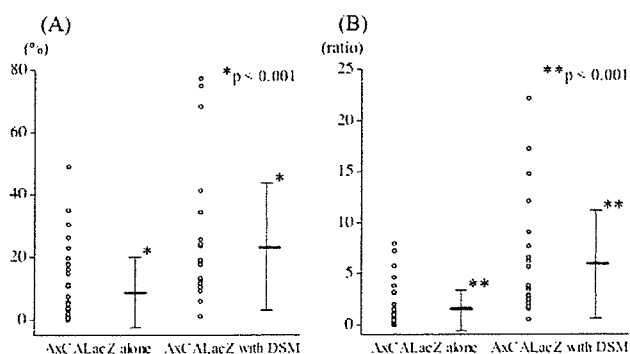 (A)
(%)
80
60
40
20
0
*p < 0.001
*
*
AxCALacZ alone
AxCALacZ with DSM
(B)
(ratio)
25
20
15
10
5
0
**p < 0.001
**
**
AxCALacZ alone
AxCALacZ with DSM